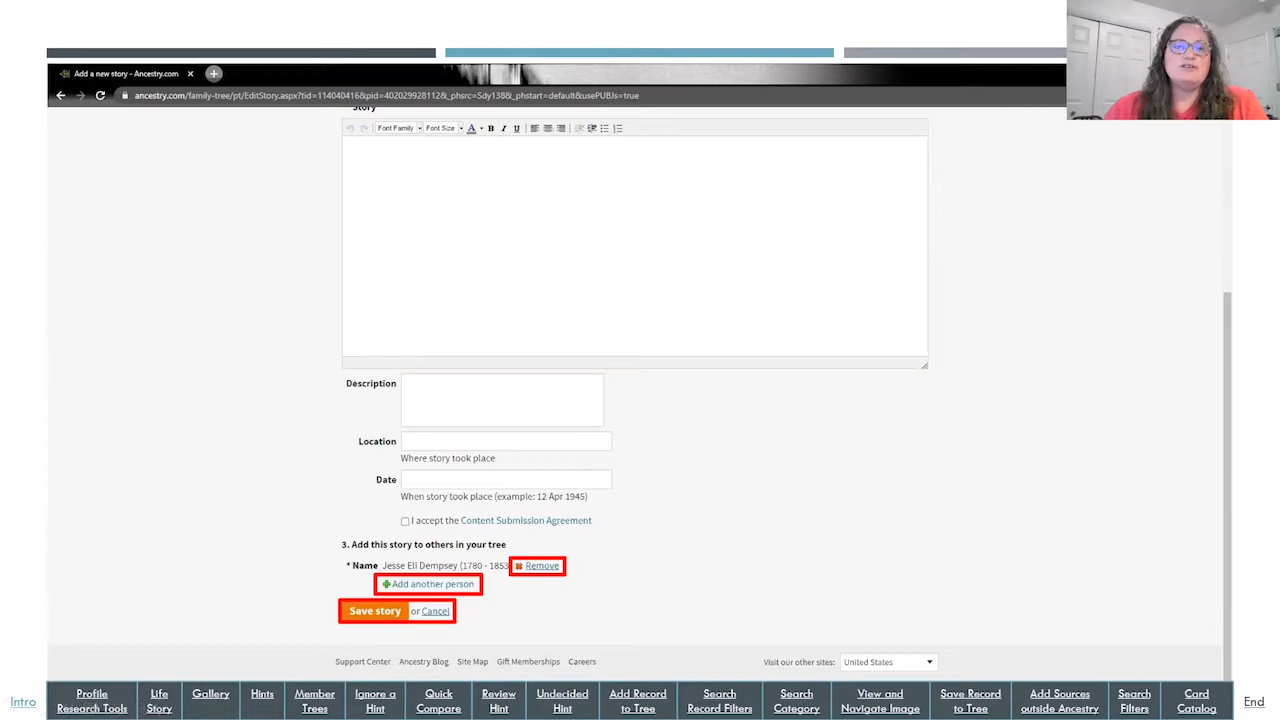 Add a new story - Ancestry.com
ancestry.com/family-tree/pt/EditStory.aspx?tid=114040416&pid=402029928112&_phsrc=Sdy138&_phstart=default&usePUBJs=true
Story
Font Family Font Size A B I U
Description
Location
Where story took place
Date
When story took place (example: 12 Apr 1945)
I accept the Content Submission Agreement
3. Add this story to others in your tree
* Name Jesse Eli Dempsey (1780 - 1853 Remove
Add another person
Save story or Cancel
Support Center Ancestry Blog Site Map Gift Memberships Careers Visit our other sites: United States
Intro
Profile Research Tools
Life Story
Gallery
Hints
Member Trees
Ignore a Hint
Quick Compare
Review Hint
Undecided Hint
Add Record to Tree
Search Record Filters
Search Category
View and Navigate Image
Save Record to Tree
Add Sources outside Ancestry
Search Filters
Card Catalog
End